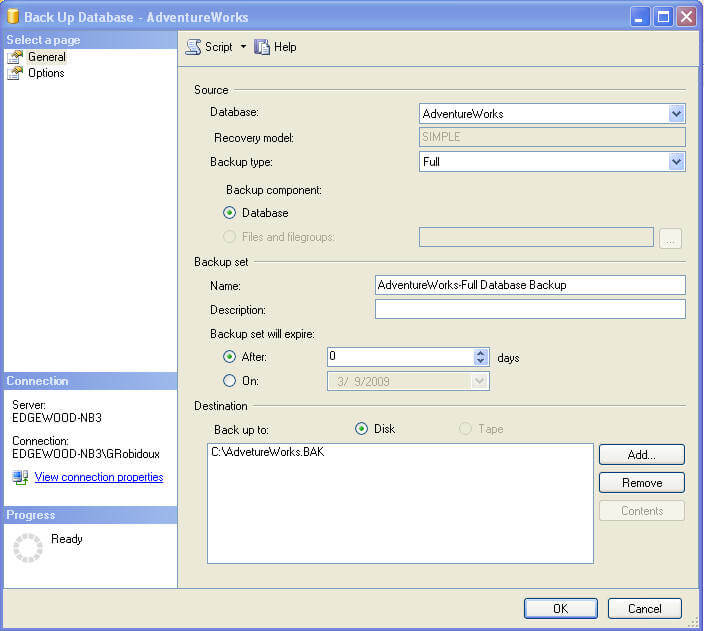 Back Up Database - AdventureWorks
Select a page
General
Options
Script Help
Source
Database: AdventureWorks
Recovery model: SIMPLE
Backup type: Full
Backup component:
Database
Files and filegroups: ...
Backup set
Name: AdventureWorks-Full Database Backup
Description:
Backup set will expire:
After: 0 days
On: 3/ 9/2009
Destination
Back up to: Disk Tape
C:\AdvetureWorks.BAK
Add...
Remove
Contents
Connection
Server:
EDGEWOOD-NB3
Connection:
EDGEWOOD-NB3\GRobidoux
View connection properties
Progress
Ready
OK Cancel